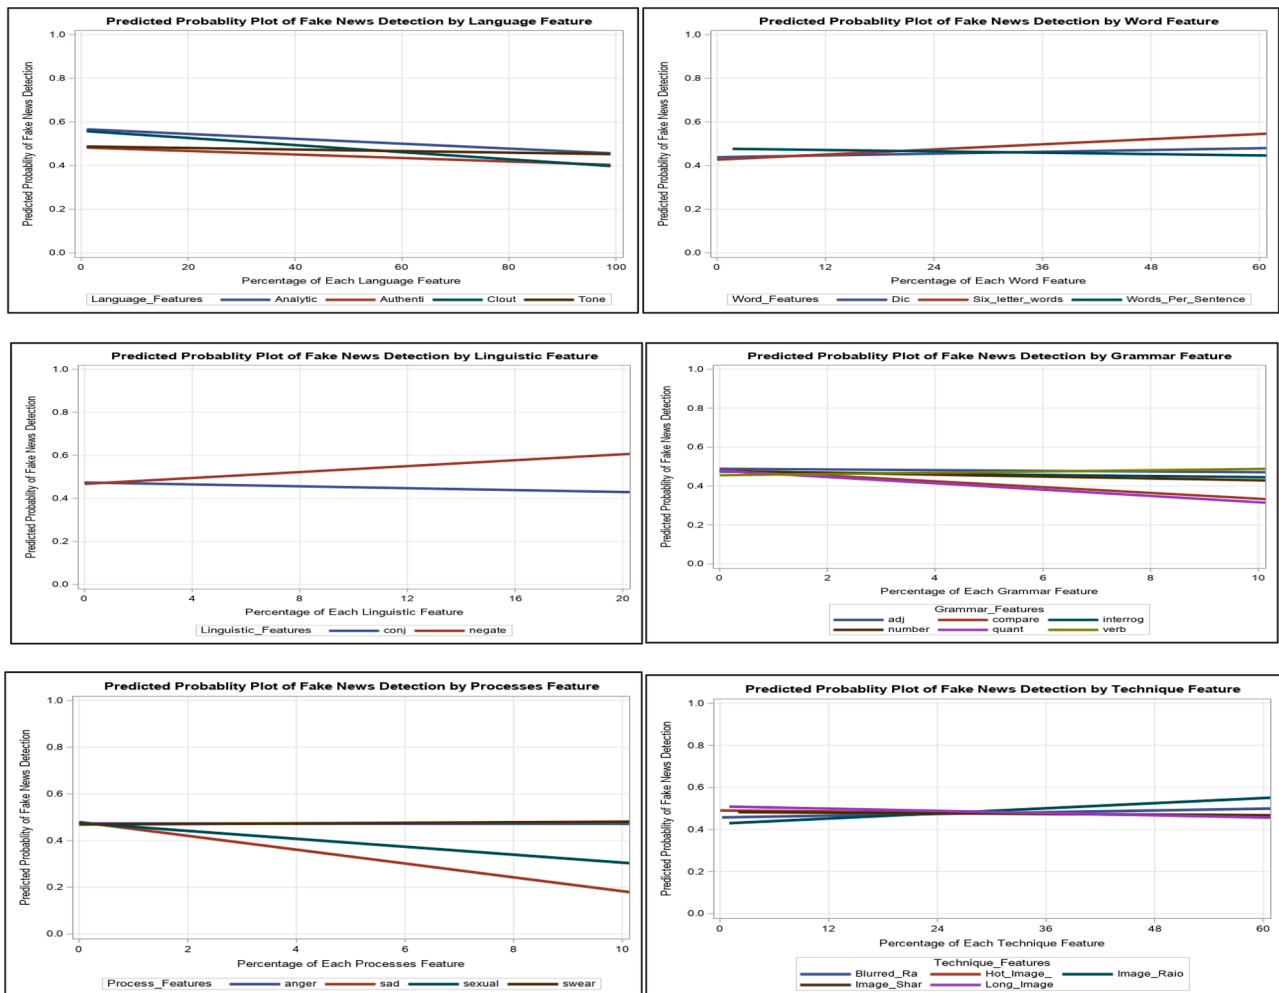 Predicted Probablity Plot of Fake News Detection by Language Feature
Predicted Probablity of Fake News Detection
1.0
0.8
0.6
0.4
0.2
0.0
0 20 40 60 80 100
Percentage of Each Language Feature
Language_Features Analytic Authenti Clout Tone
Predicted Probablity Plot of Fake News Detection by Word Feature
Predicted Probablity of Fake News Detection
1.0
0.8
0.6
0.4
0.2
0.0
0 12 24 36 48 60
Percentage of Each Word Feature
Word_Features Dic Six_letter_words Words_Per_Sentence
Predicted Probablity Plot of Fake News Detection by Linguistic Feature
Predicted Probablity of Fake News Detection
1.0
0.8
0.6
0.4
0.2
0.0
0 4 8 12 16 20
Percentage of Each Linguistic Feature
Linguistic_Features conj negate
Predicted Probablity Plot of Fake News Detection by Grammar Feature
Predicted Probablity of Fake News Detection
1.0
0.8
0.6
0.4
0.2
0.0
0 2 4 6 8 10
Percentage of Each Grammar Feature
Grammar_Features
adj compare interrog
number quant verb
Predicted Probablity Plot of Fake News Detection by Processes Feature
Predicted Probablity of Fake News Detection
1.0
0.8
0.6
0.4
0.2
0.0
0 2 4 6 8 10
Percentage of Each Processes Feature
Process_Features anger sad sexual swear
Predicted Probablity Plot of Fake News Detection by Technique Feature
Predicted Probablity of Fake News Detection
1.0
0.8
0.6
0.4
0.2
0.0
0 12 24 36 48 60
Percentage of Each Technique Feature
Technique_Features
Blurred_Ra Hot_Image_ Image_Raio
Image_Shar Long_Image